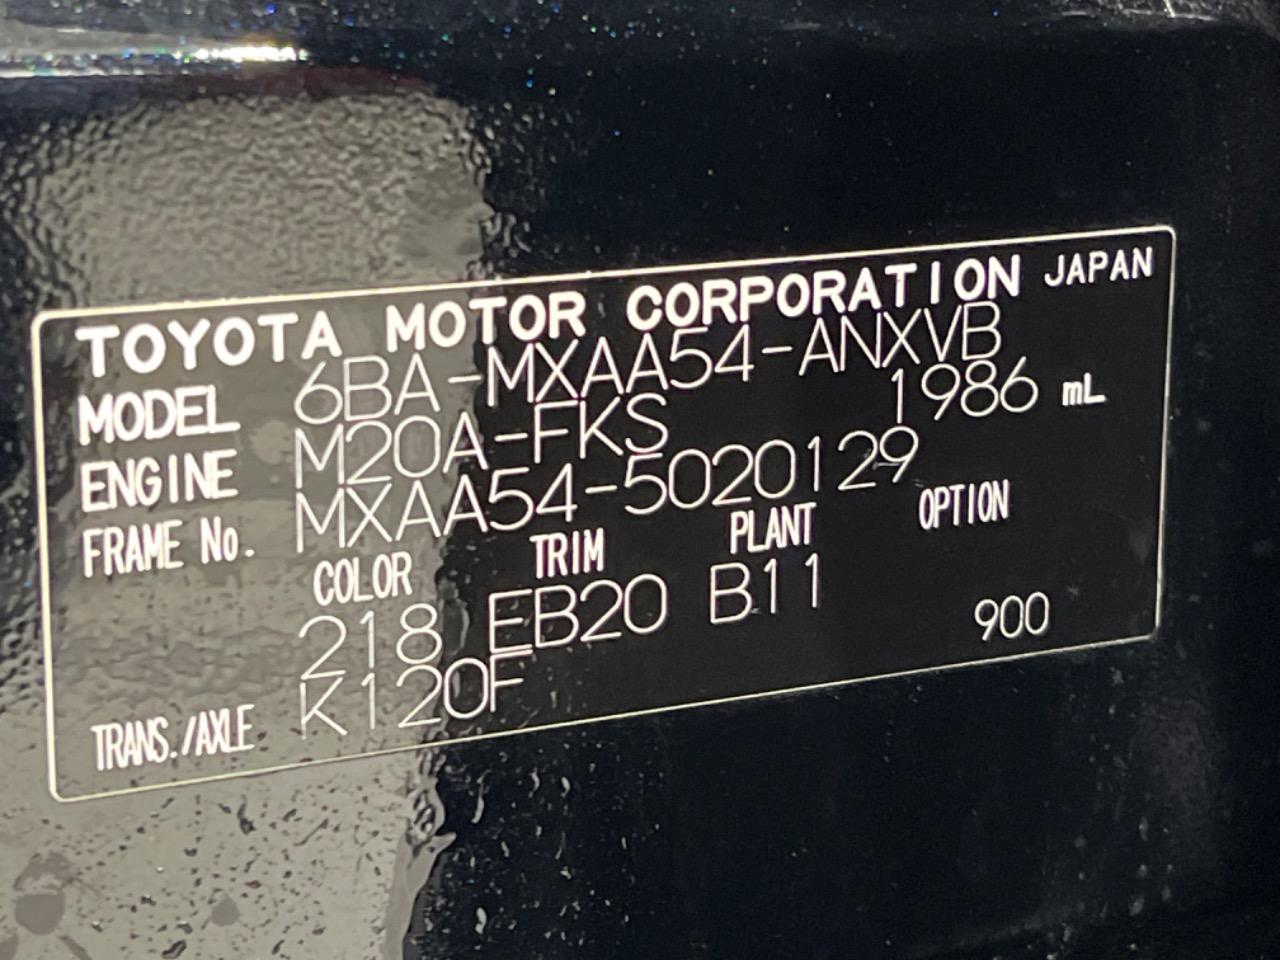 TOYOTA MOTOR CORPORATION JAPAN
MODEL 6BA-MXAA54-ANXVB
ENGINE M20A-FKS 1986 mL
FRAME No. MXAA54-5020129
COLOR TRIM PLANT OPTION
218 EB20 B11 900
TRANS./AXLE K120F